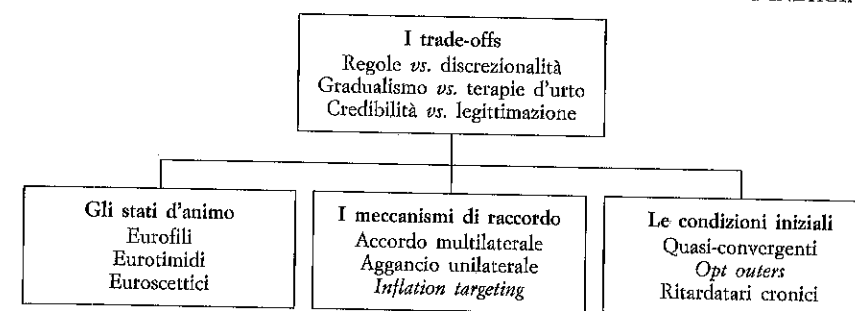 I trade-offs
Regole vs. discrezionalità
Gradualismo vs. terapie d'urto
Credibilità vs. legittimazione
Gli stati d'animo
Eurofili
Eurotimidi
Euroscettici
I meccanismi di raccordo
Accordo multilaterale
Aggancio unilaterale
Inflation targeting
Le condizioni iniziali
Quasi-convergenti
Opt outers
Ritardatari cronici